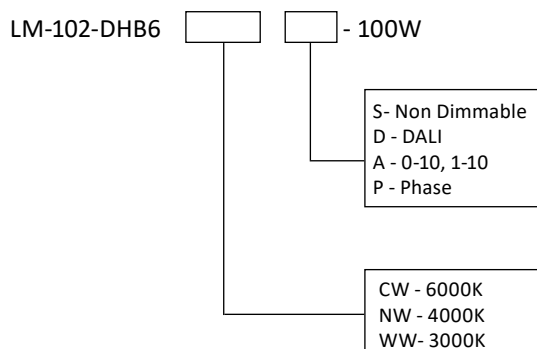 LM-102-DHB6 - 100W
S- Non Dimmable
D - DALI
A - 0-10, 1-10
P - Phase
CW - 6000K
NW - 4000K
WW- 3000K